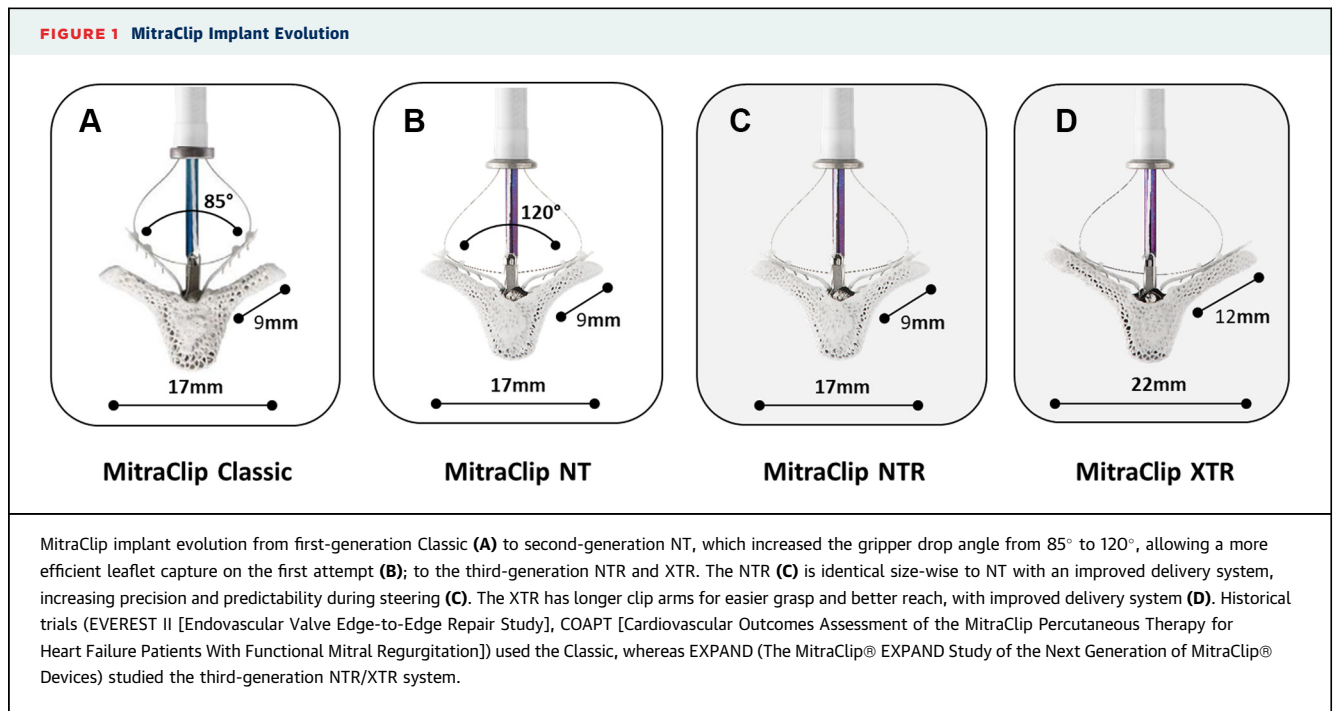 FIGURE 1 MitraClip Implant Evolution
A
85°
9mm
17mm
MitraClip Classic
B
120°
9mm
17mm
MitraClip NT
C
9mm
17mm
MitraClip NTR
D
12mm
22mm
MitraClip XTR
MitraClip implant evolution from first-generation Classic (A) to second-generation NT, which increased the gripper drop angle from 85° to 120°, allowing a more
efficient leaflet capture on the first attempt (B); to the third-generation NTR and XTR. The NTR (C) is identical size-wise to NT with an improved delivery system,
increasing precision and predictability during steering (C). The XTR has longer clip arms for easier grasp and better reach, with improved delivery system (D). Historical
trials (EVEREST II [Endovascular Valve Edge-to-Edge Repair Study], COAPT [Cardiovascular Outcomes Assessment of the MitraClip Percutaneous Therapy for
Heart Failure Patients With Functional Mitral Regurgitation]) used the Classic, whereas EXPAND (The MitraClip® EXPAND Study of the Next Generation of MitraClip®
Devices) studied the third-generation NTR/XTR system.